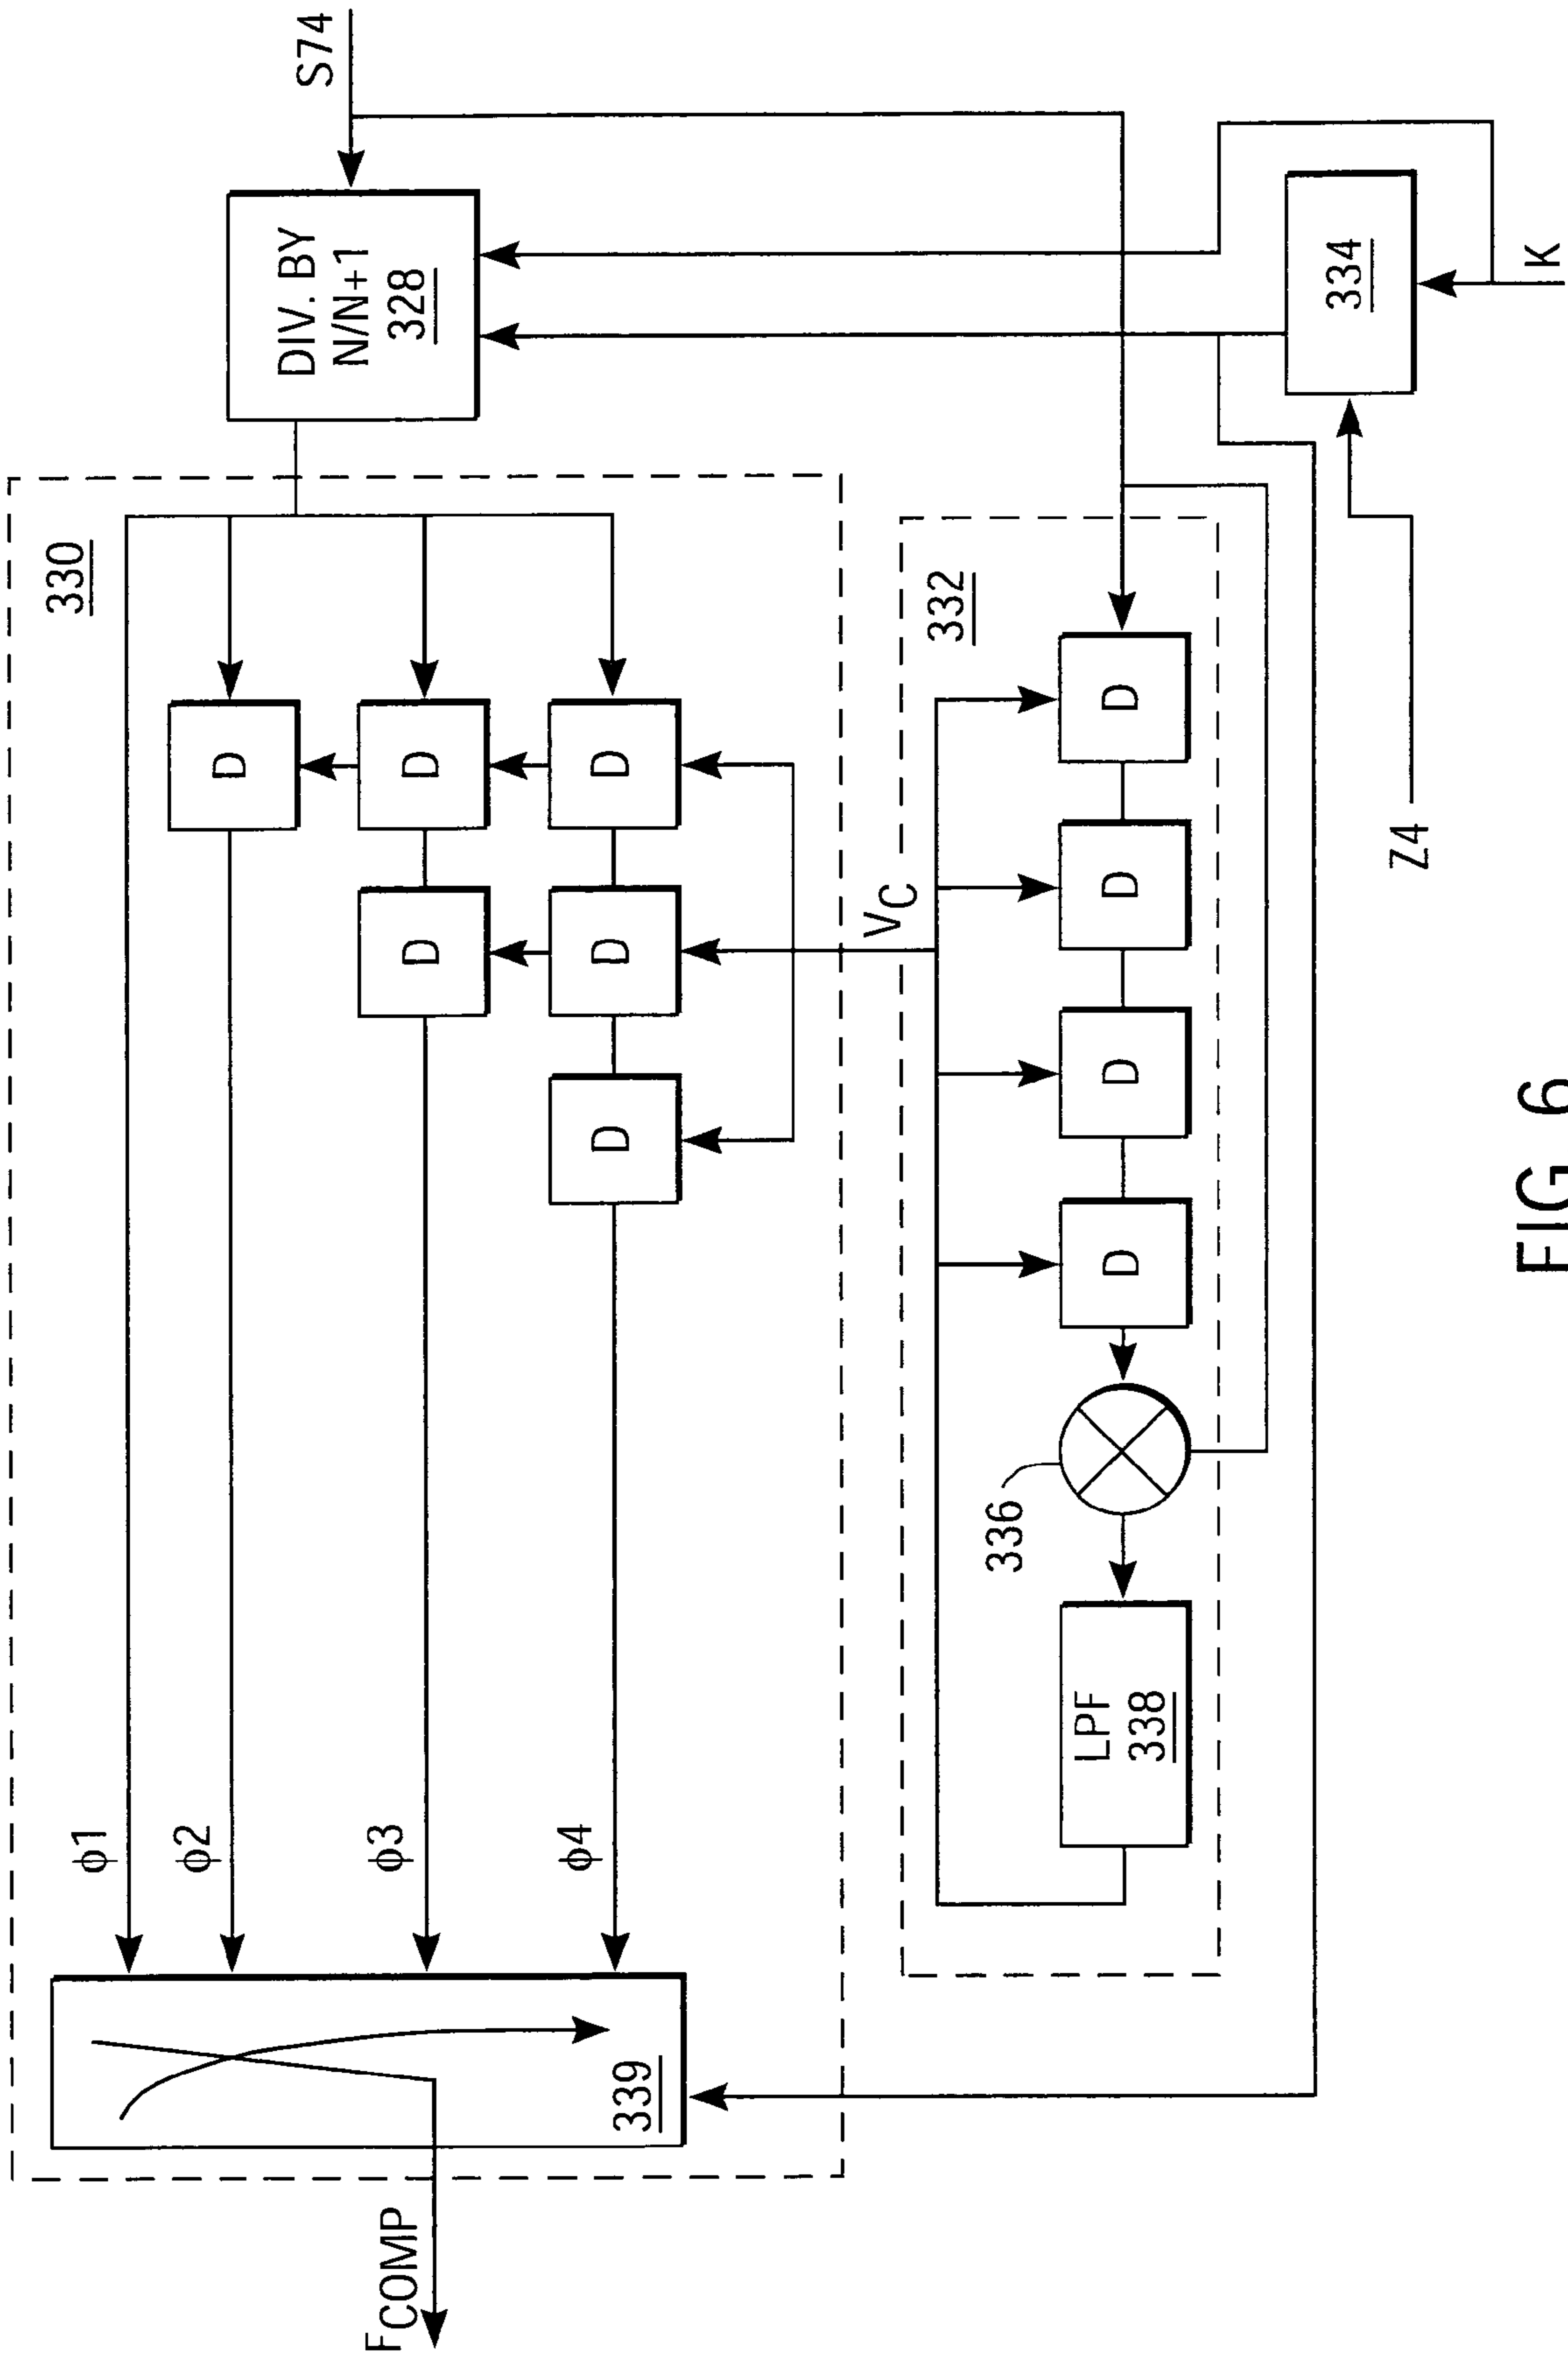 S74
DIV. BY
N/N+1
328
330
D
D
D
D
D
D
ϕ1
ϕ2
ϕ3
ϕ4
339
FCOMP
VC
332
D
D
D
D
336
LPF
338
334
K
Z4
FIG 6